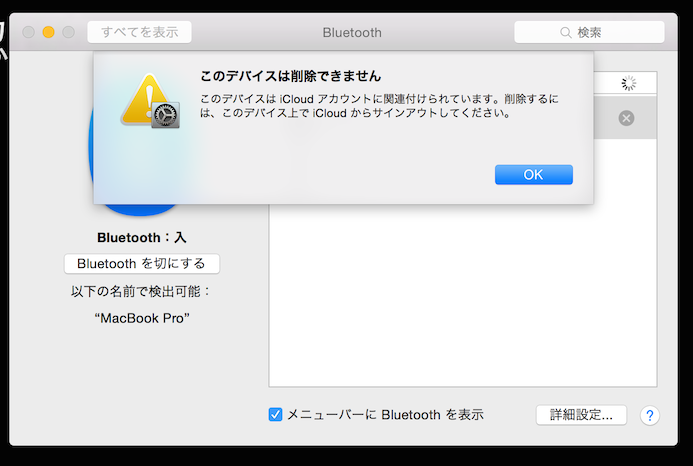 すべてを表示
Bluetooth
検索
このデバイスは削除できません
このデバイスは iCloud アカウントに関連付けられています。削除するに
は、このデバイス上で iCloud からサインアウトしてください。
OK
Bluetooth：入
Bluetooth を切にする
以下の名前で検出可能：
“MacBook Pro”
メニューバーに Bluetooth を表示
詳細設定...
?